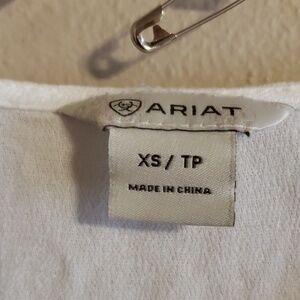 ARIAT
XS / TP
MADE IN CHINA